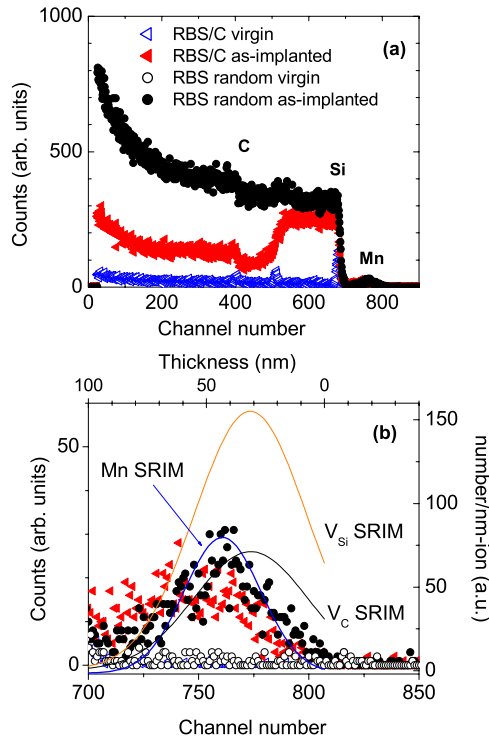 1000
(a)
RBS/C virgin
RBS/C as-implanted
RBS random virgin
RBS random as-implanted
Counts (arb. units)
500
C
Si
Mn
0
0 200 400 600 800
Channel number
Thickness (nm)
100 50 0
(b)
50
150
Mn SRIM
Counts (arb. units)
number/nm-ion (a.u.)
100
V_Si SRIM
50
V_C SRIM
0
0
700 750 800 850
Channel number